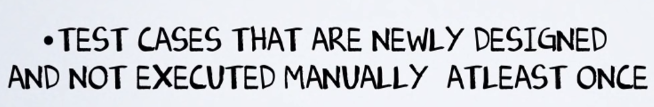 •TEST CASES THAT ARE NEWLY DESIGNED
AND NOT EXECUTED MANUALLY ATLEAST ONCE